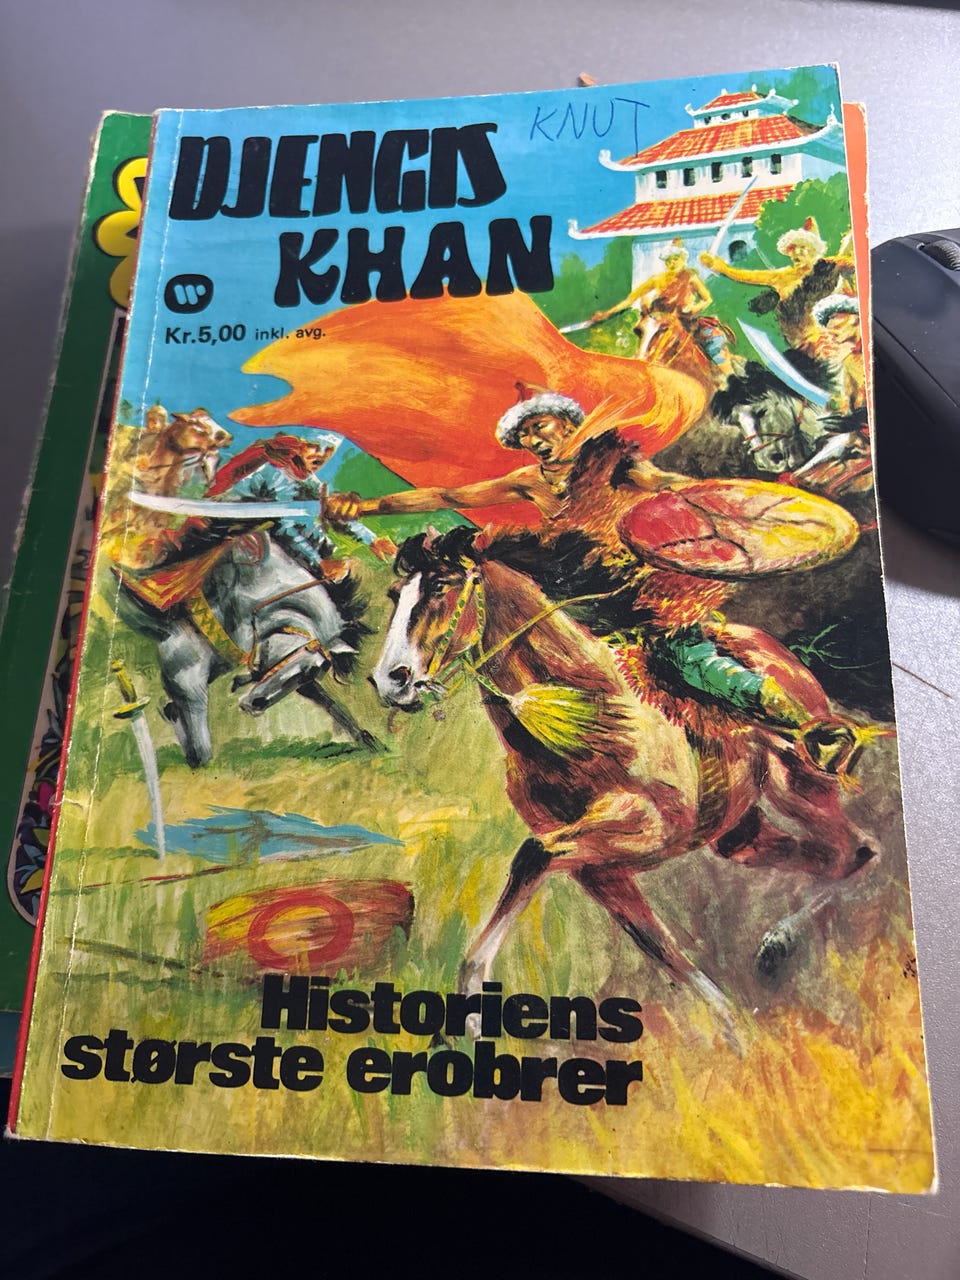 KNUT
DJENGIS
KHAN
W
Kr.5,00 inkl. avg.
Historiens
største erobrer